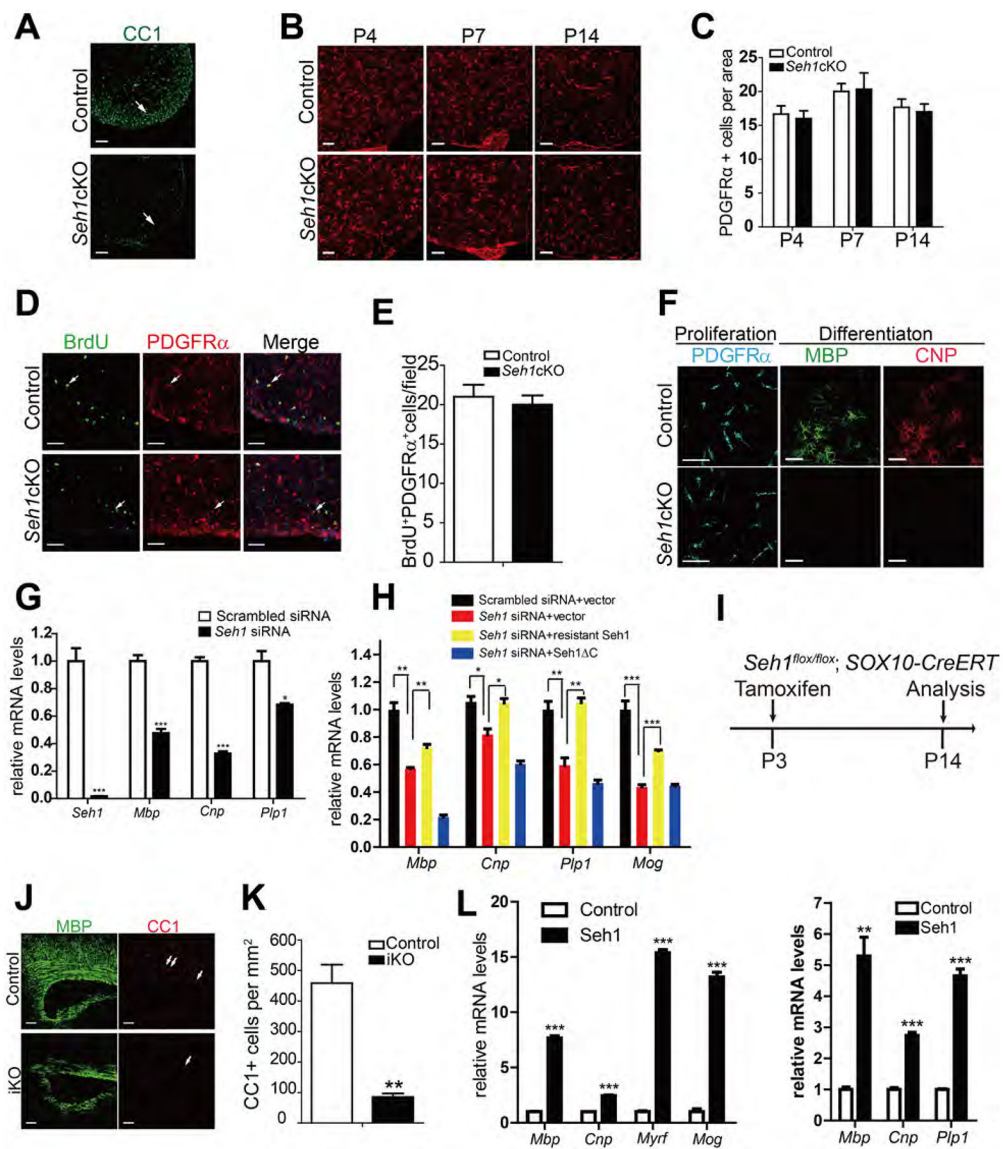 A
CC1
Control
Seh1cKO
B
P4 P7 P14
Control
Seh1cKO
C
Control
Seh1cKO
PDGFRα + cells per area
30
25
20
15
10
5
0
P4 P7 P14
D
BrdU PDGFRα Merge
Control
Seh1cKO
E
Control
Seh1cKO
BrdU⁺PDGFRα⁺cells/field
25
20
15
10
5
0
F
Proliferation Differentiaton
PDGFRα MBP CNP
Control
Seh1cKO
G
Scrambled siRNA
Seh1 siRNA
relative mRNA levels
1.2
1.0
0.8
0.6
0.4
0.2
0.0
*** *** *** *
Seh1 Mbp Cnp Plp1
H
Scrambled siRNA+vector
Seh1 siRNA+vector
Seh1 siRNA+resistant Seh1
Seh1 siRNA+Seh1ΔC
relative mRNA levels
1.2
1.0
0.8
0.6
0.4
0.2
0.0
** ** * * ** ** *** ***
Mbp Cnp Plp1 Mog
I
Seh1flox/flox; SOX10-CreERT
Tamoxifen Analysis
P3 P14
J
MBP CC1
Control
iKO
K
Control
iKO
CC1+ cells per mm²
600
500
400
300
200
100
0
**
L
Control
Seh1
relative mRNA levels
20
15
10
5
0
*** *** *** ***
Mbp Cnp Myrf Mog
Control
Seh1
relative mRNA levels
7
6
5
4
3
2
1
0
** *** ***
Mbp Cnp Plp1